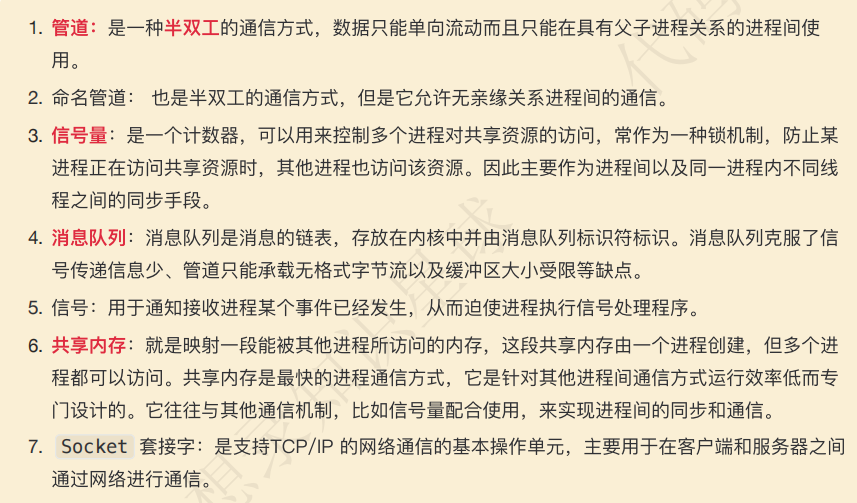 1. 管道：是一种半双工的通信方式，数据只能单向流动而且只能在具有父子进程关系的进程间使
用。
2. 命名管道： 也是半双工的通信方式，但是它允许无亲缘关系进程间的通信。
3. 信号量：是一个计数器，可以用来控制多个进程对共享资源的访问，常作为一种锁机制，防止某
进程正在访问共享资源时，其他进程也访问该资源。因此主要作为进程间以及同一进程内不同线
程之间的同步手段。
4. 消息队列：消息队列是消息的链表，存放在内核中并由消息队列标识符标识。消息队列克服了信
号传递信息少、管道只能承载无格式字节流以及缓冲区大小受限等缺点。
5. 信号：用于通知接收进程某个事件已经发生，从而迫使进程执行信号处理程序。
6. 共享内存：就是映射一段能被其他进程所访问的内存，这段共享内存由一个进程创建，但多个进
程都可以访问。共享内存是最快的进程通信方式，它是针对其他进程间通信方式运行效率低而专
门设计的。它往往与其他通信机制，比如信号量配合使用，来实现进程间的同步和通信。
7. Socket 套接字：是支持TCP/IP 的网络通信的基本操作单元，主要用于在客户端和服务器之间
通过网络进行通信。
代码
想录知识星球